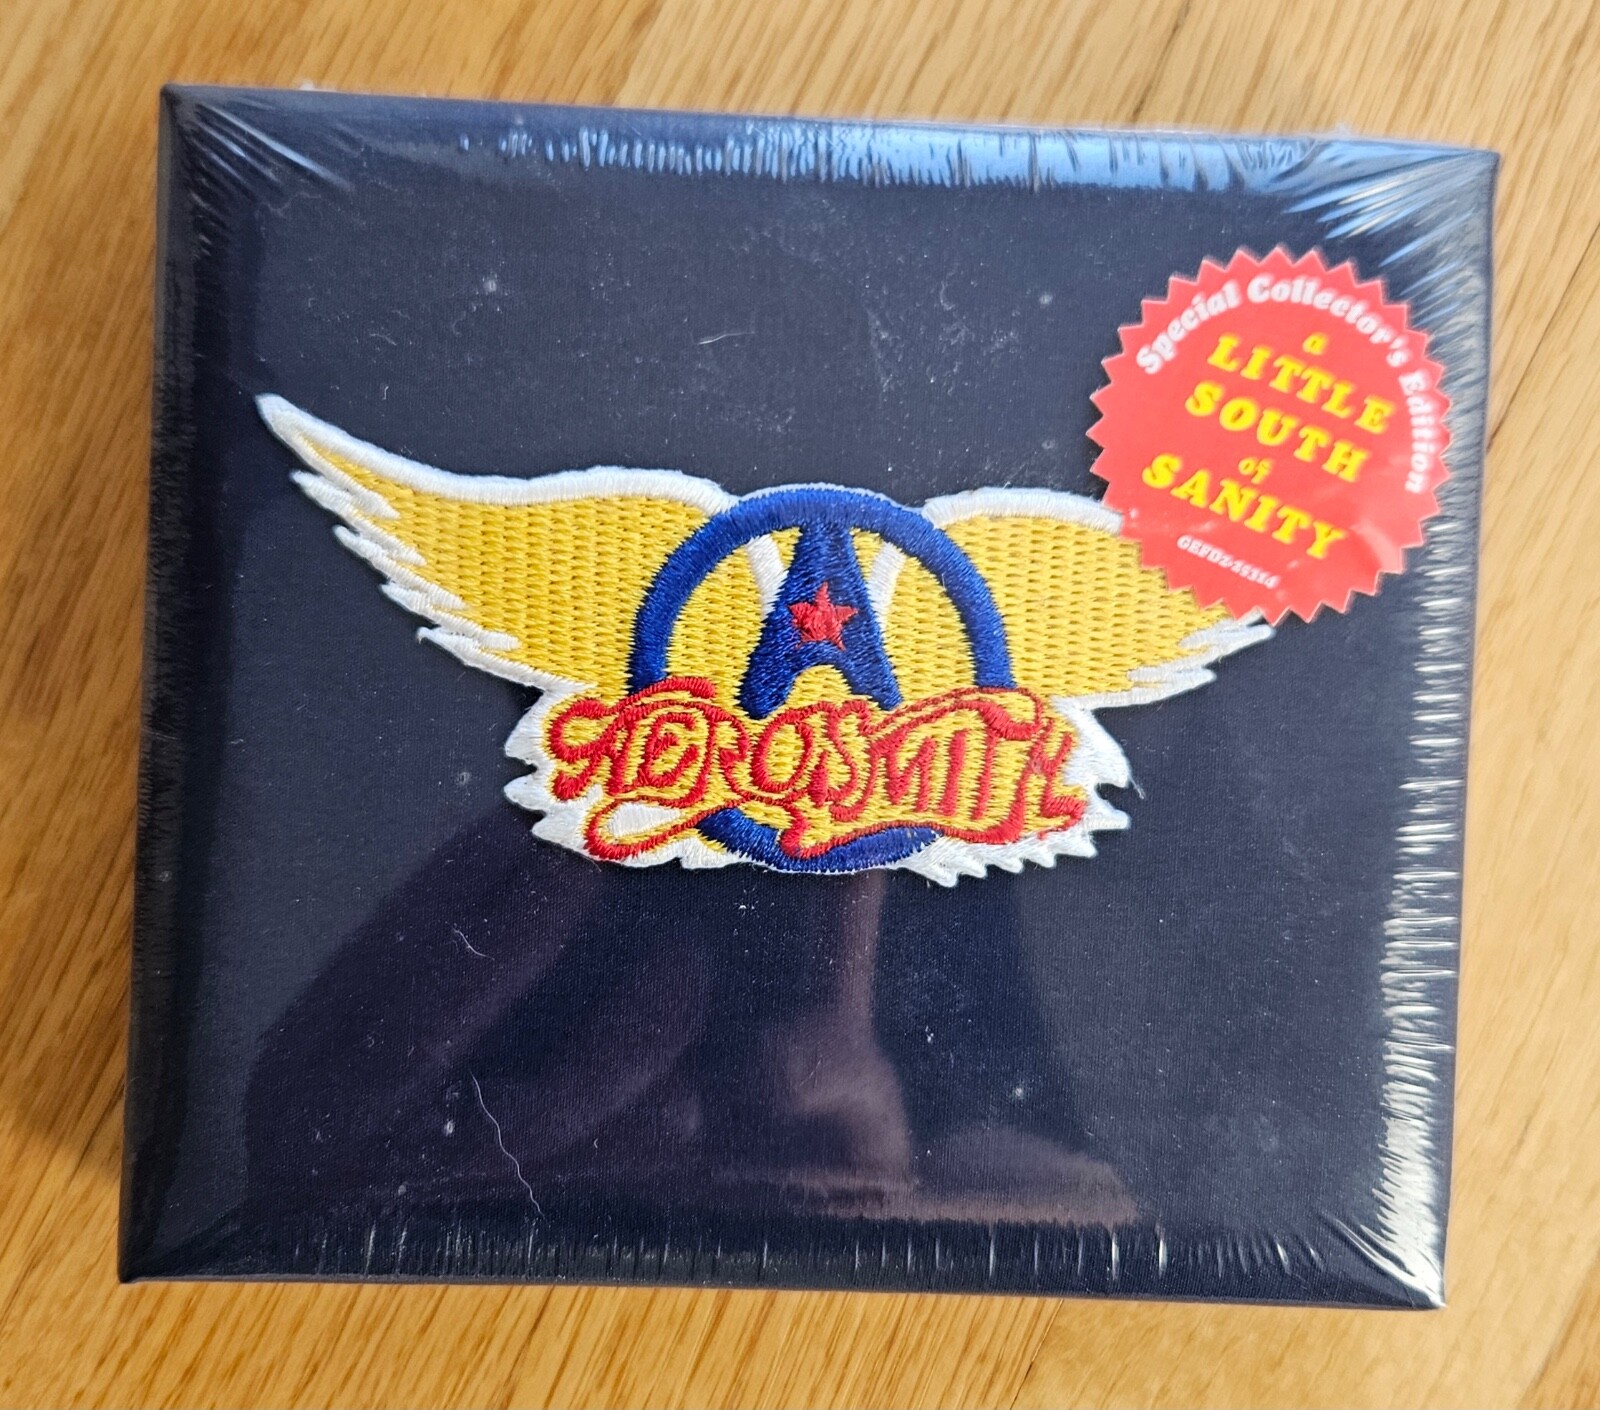 Special Collector's Edition
a
LITTLE
SOUTH
of
SANITY
AEROSMITH